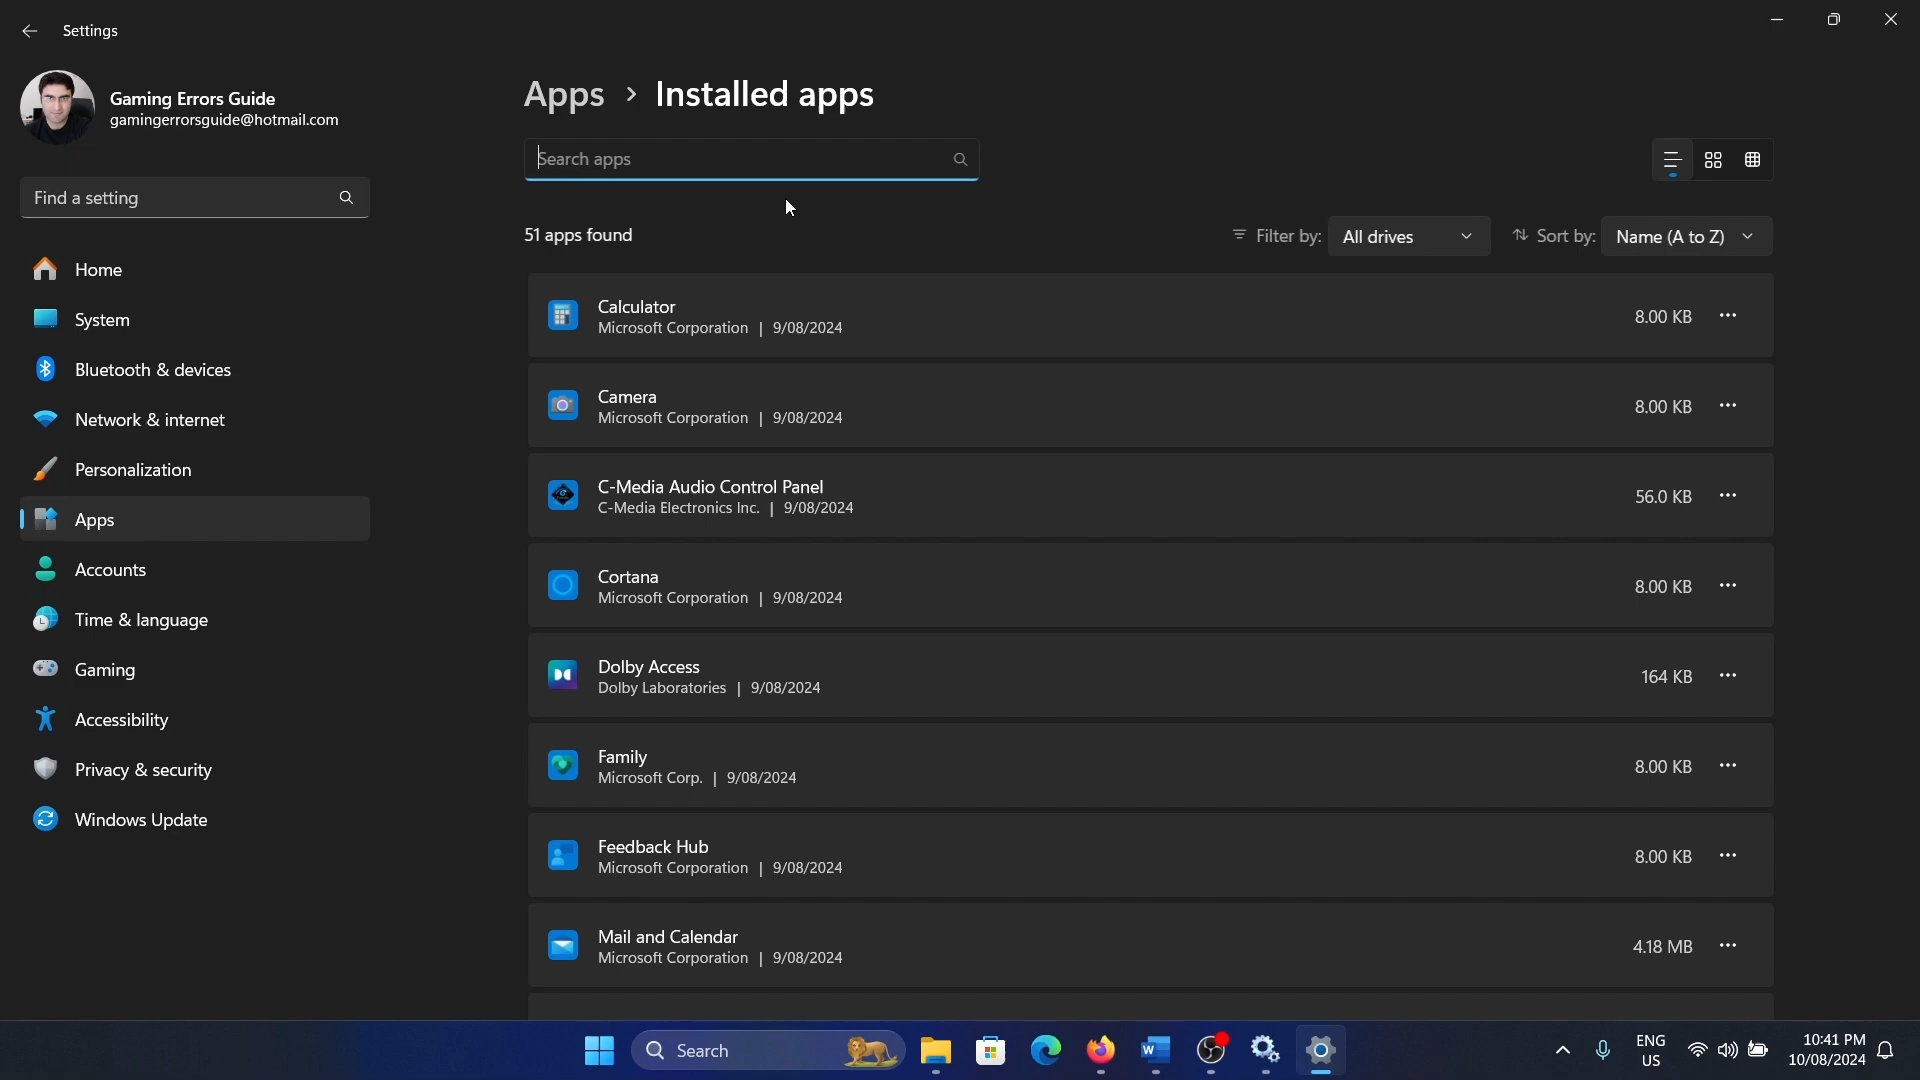 Settings
Gaming Errors Guide
gamingerrorsguide@hotmail.com
Find a setting
Home
System
Bluetooth & devices
Network & internet
Personalization
Apps
Accounts
Time & language
Gaming
Accessibility
Privacy & security
Windows Update
Apps > Installed apps
Search apps
51 apps found
Filter by: All drives
Sort by: Name (A to Z)
Calculator
Microsoft Corporation | 9/08/2024
8.00 KB
Camera
Microsoft Corporation | 9/08/2024
8.00 KB
C-Media Audio Control Panel
C-Media Electronics Inc. | 9/08/2024
56.0 KB
Cortana
Microsoft Corporation | 9/08/2024
8.00 KB
Dolby Access
Dolby Laboratories | 9/08/2024
164 KB
Family
Microsoft Corp. | 9/08/2024
8.00 KB
Feedback Hub
Microsoft Corporation | 9/08/2024
8.00 KB
Mail and Calendar
Microsoft Corporation | 9/08/2024
4.18 MB
Search
ENG
US
10:41 PM
10/08/2024